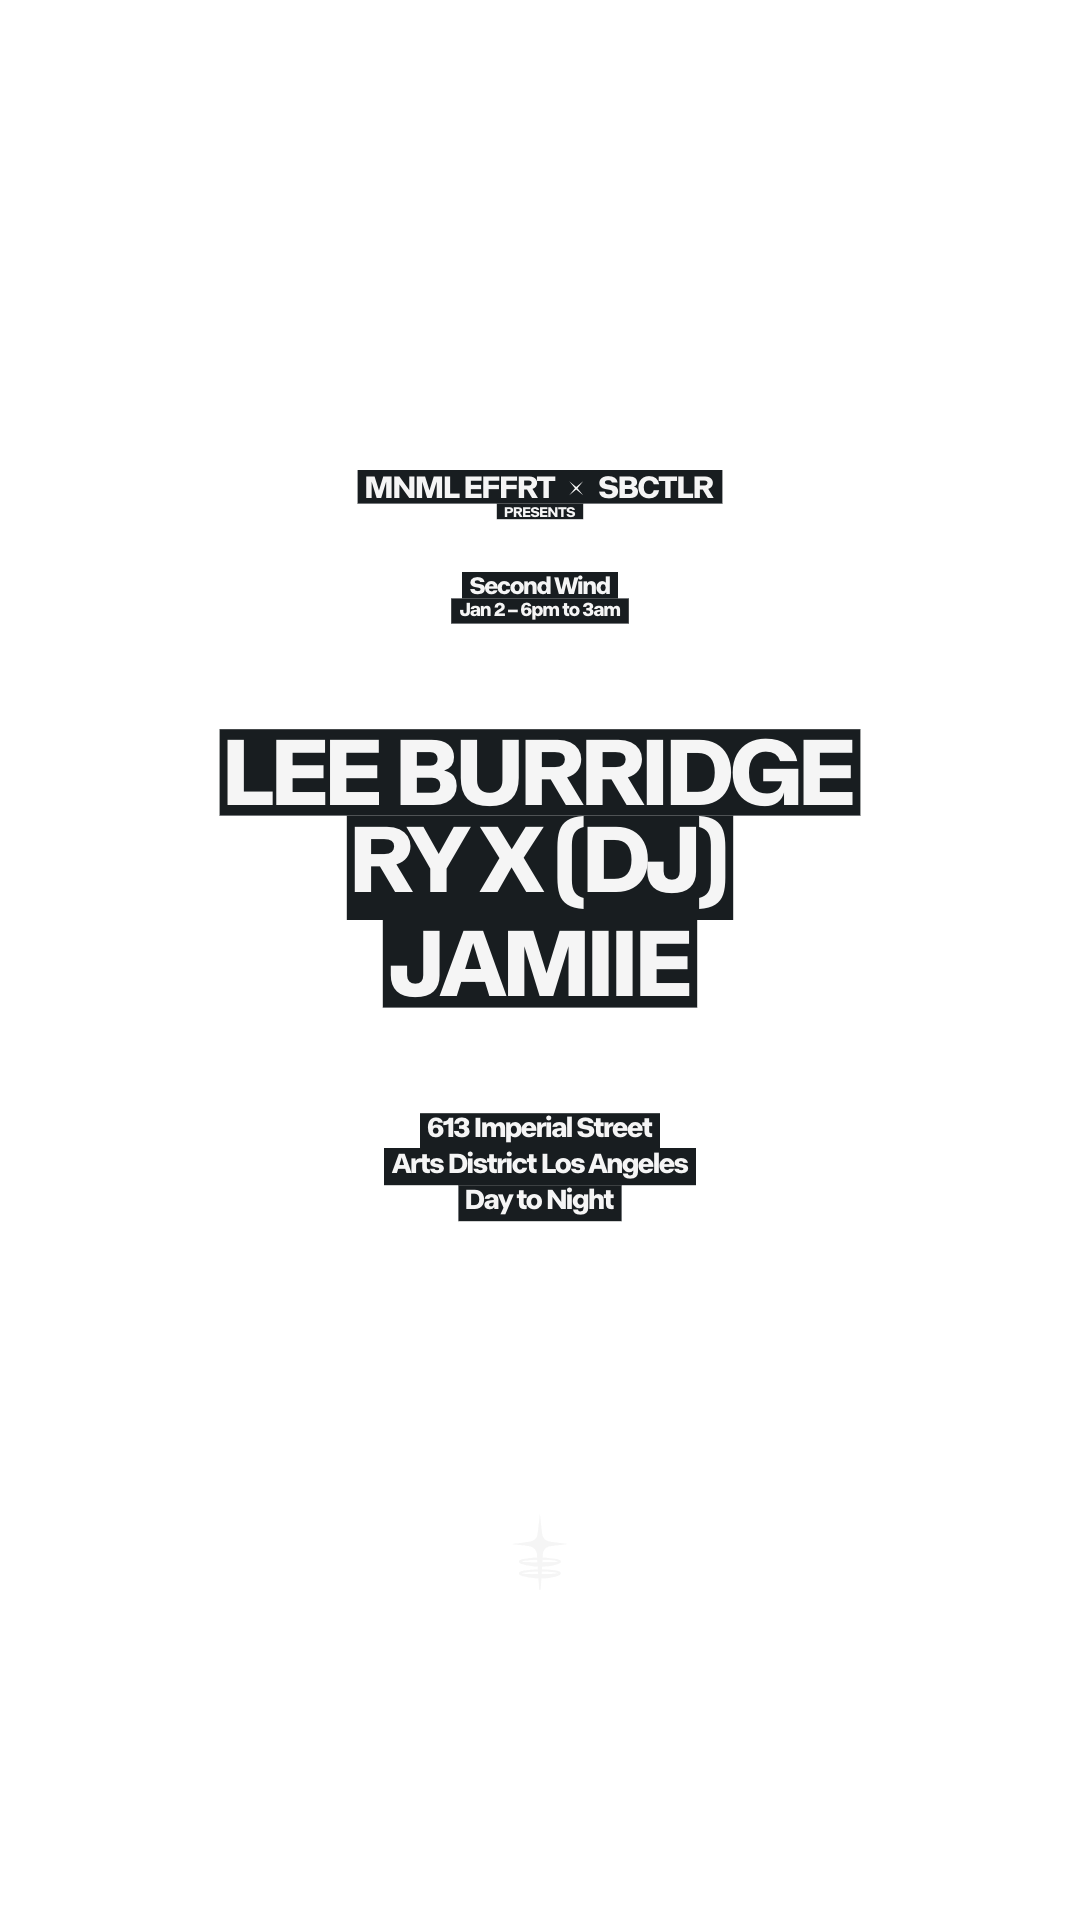 MNML EFFRT × SBCTLR
PRESENTS
Second Wind
Jan 2 – 6pm to 3am
LEE BURRIDGE
RY X (DJ)
JAMIIE
613 Imperial Street
Arts District Los Angeles
Day to Night